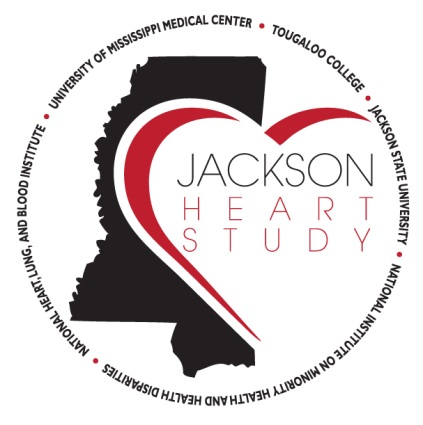 UNIVERSITY OF MISSISSIPPI MEDICAL CENTER • TOUGALOO COLLEGE • JACKSON STATE UNIVERSITY • NATIONAL INSTITUTE ON MINORITY HEALTH AND HEALTH DISPARITIES • NATIONAL HEART, LUNG, AND BLOOD INSTITUTE •
JACKSON
HEART
STUDY